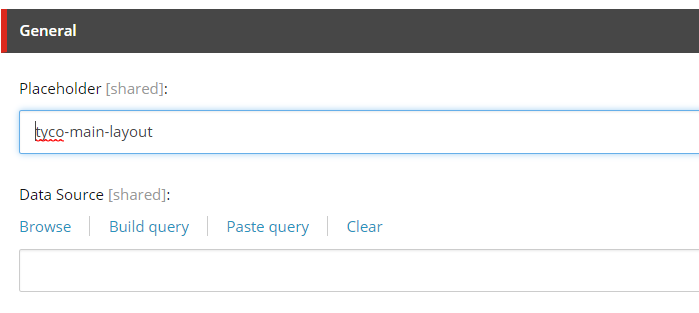 General
Placeholder [shared]:
tyco-main-layout
Data Source [shared]:
Browse Build query Paste query Clear